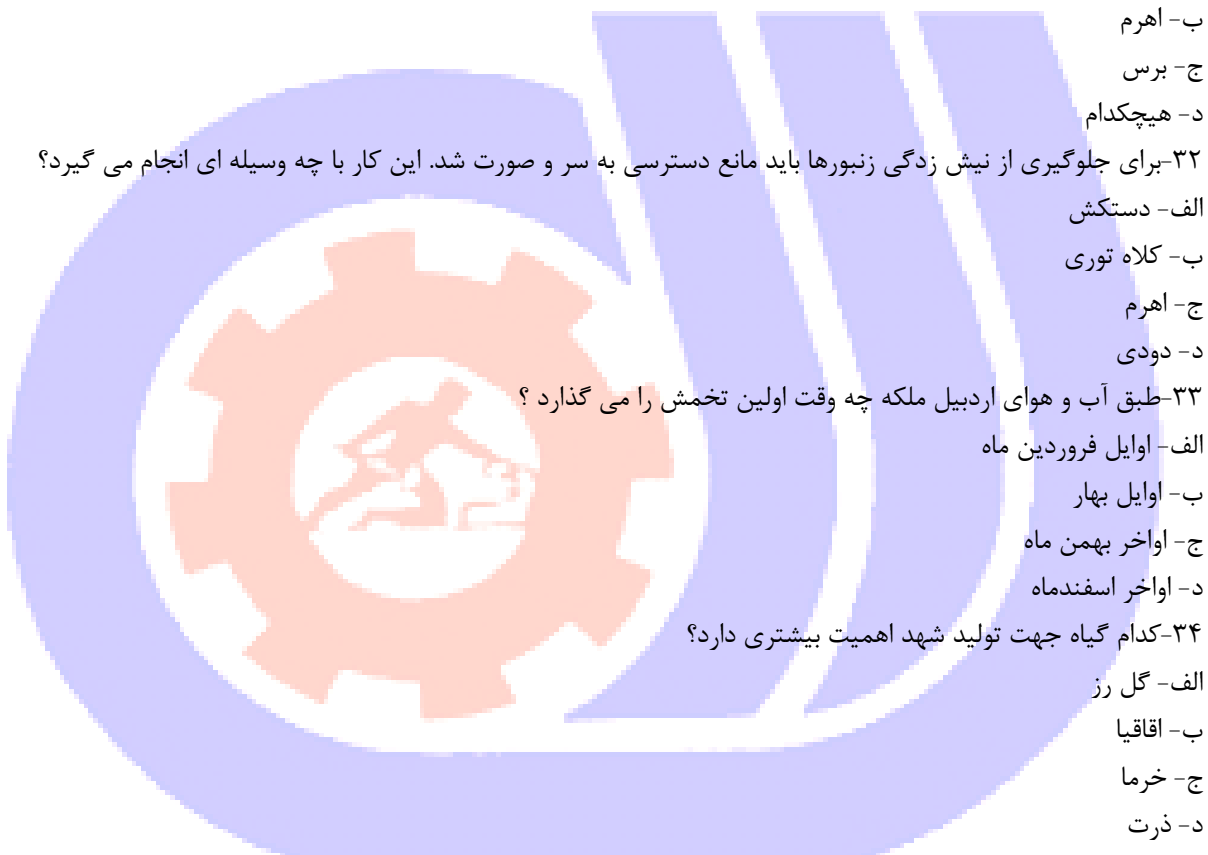 ب- اهرم
ج- برس
د- هیچکدام
۳۲-برای جلوگیری از نیش زدگی زنبورها باید مانع دسترسی به سر و صورت شد. این کار با چه وسیله ای انجام می گیرد؟
الف- دستکش
ب- کلاه توری
ج- اهرم
د- دودی
۳۳-طبق آب و هوای اردبیل ملکه چه وقت اولین تخمش را می گذارد ؟
الف- اوایل فروردین ماه
ب- اوایل بهار
ج- اواخر بهمن ماه
د- اواخر اسفندماه
۳۴-کدام گیاه جهت تولید شهد اهمیت بیشتری دارد؟
الف- گل رز
ب- اقاقیا
ج- خرما
د- ذرت